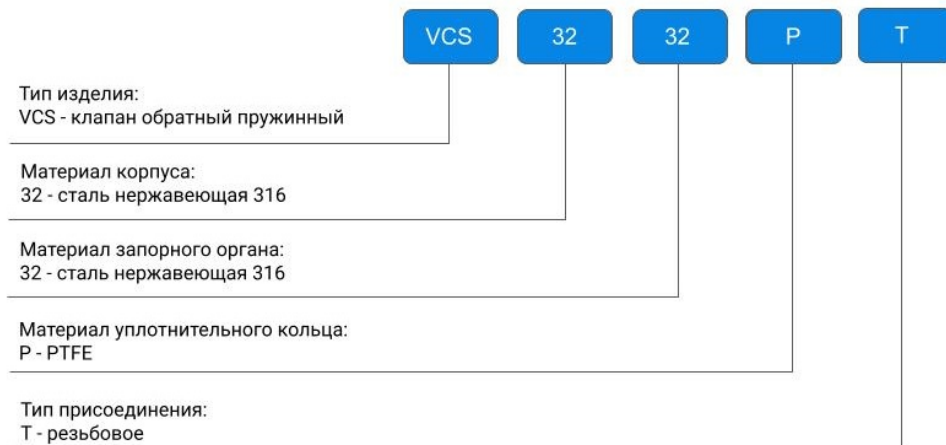 VCS 32 32 P T
Тип изделия:
VCS - клапан обратный пружинный
Материал корпуса:
32 - сталь нержавеющая 316
Материал запорного органа:
32 - сталь нержавеющая 316
Материал уплотнительного кольца:
P - PTFE
Тип присоединения:
Т - резьбовое